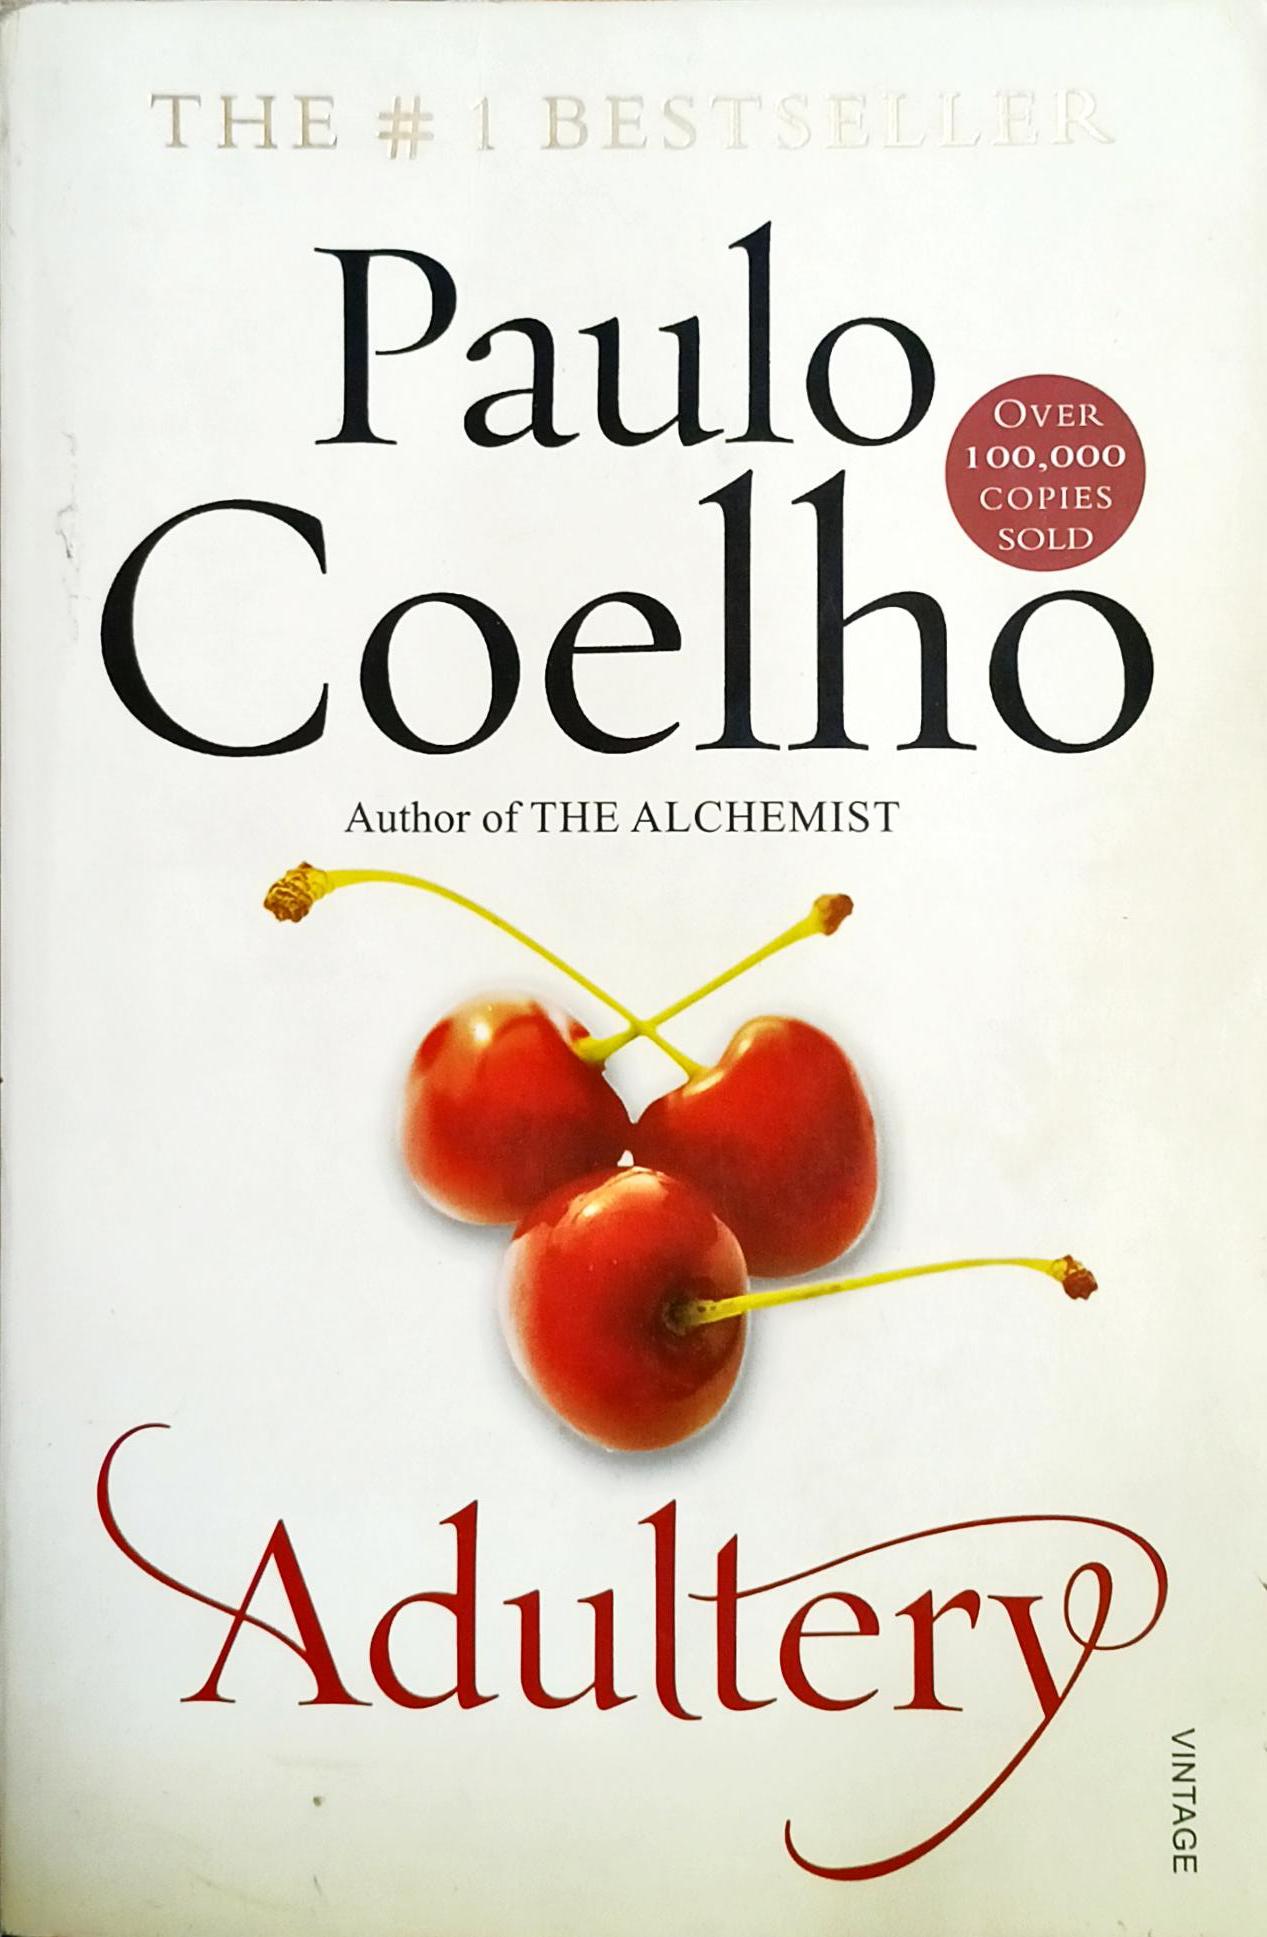 THE # 1 BESTSELLER
Paulo
Coelho
OVER
100,000
COPIES
SOLD
Author of THE ALCHEMIST
Adultery
VINTAGE